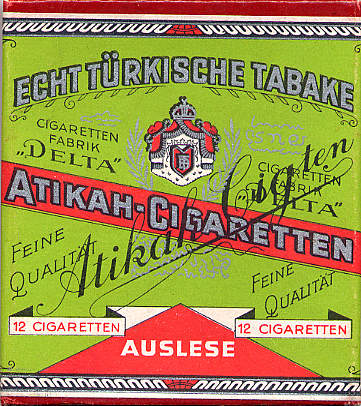 ECHT TÜRKISCHE TABAKE
CIGARETTEN
FABRIK
"DELTA"
CIGARETTEN
FABRIK
"DELTA"
ATIKAH-CIGARETTEN
Atikah Cigten
FEINE
QUALITÄT
FEINE
QUALITÄT
12 CIGARETTEN
12 CIGARETTEN
AUSLESE